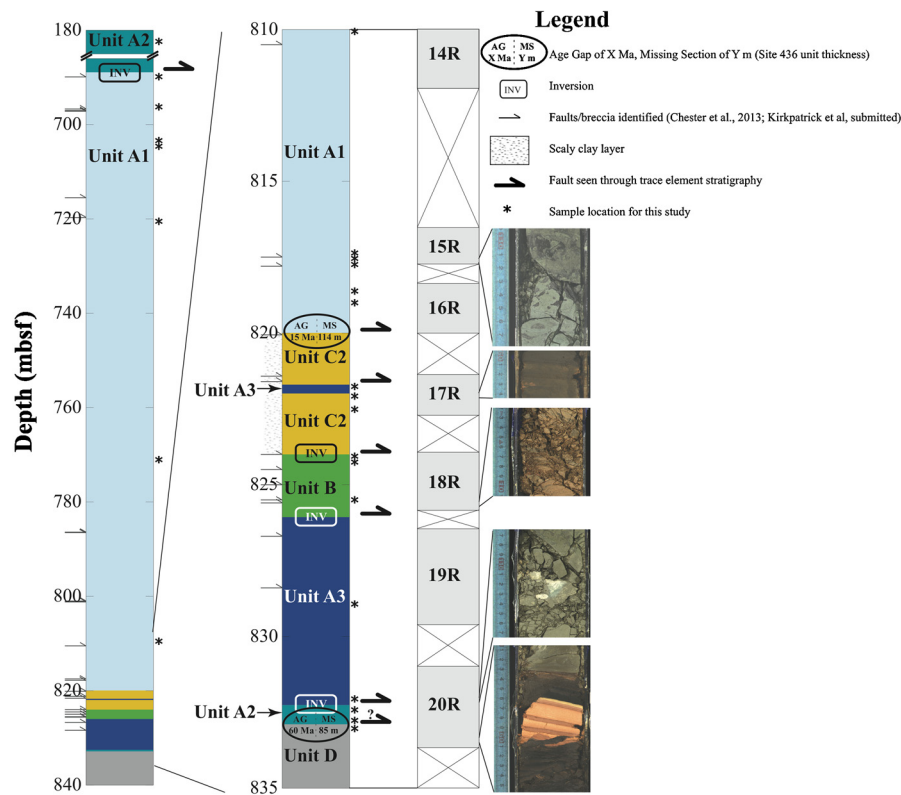 Legend
AG MS
X Ma Y m
Age Gap of X Ma, Missing Section of Y m (Site 436 unit thickness)
INV
Inversion
Faults/breccia identified (Chester et al., 2013; Kirkpatrick et al, submitted)
Scaly clay layer
Fault seen through trace element stratigraphy
* Sample location for this study
Depth (mbsf)
180
700
720
740
760
780
800
820
840
Unit A2
INV
Unit A1
810
815
820
825
830
835
Unit A1
AG MS
15 Ma 114 m
Unit C2
Unit A3
Unit C2
INV
Unit B
INV
Unit A3
INV
Unit A2
?
AG MS
60 Ma 85 m
Unit D
14R
15R
16R
17R
18R
19R
20R